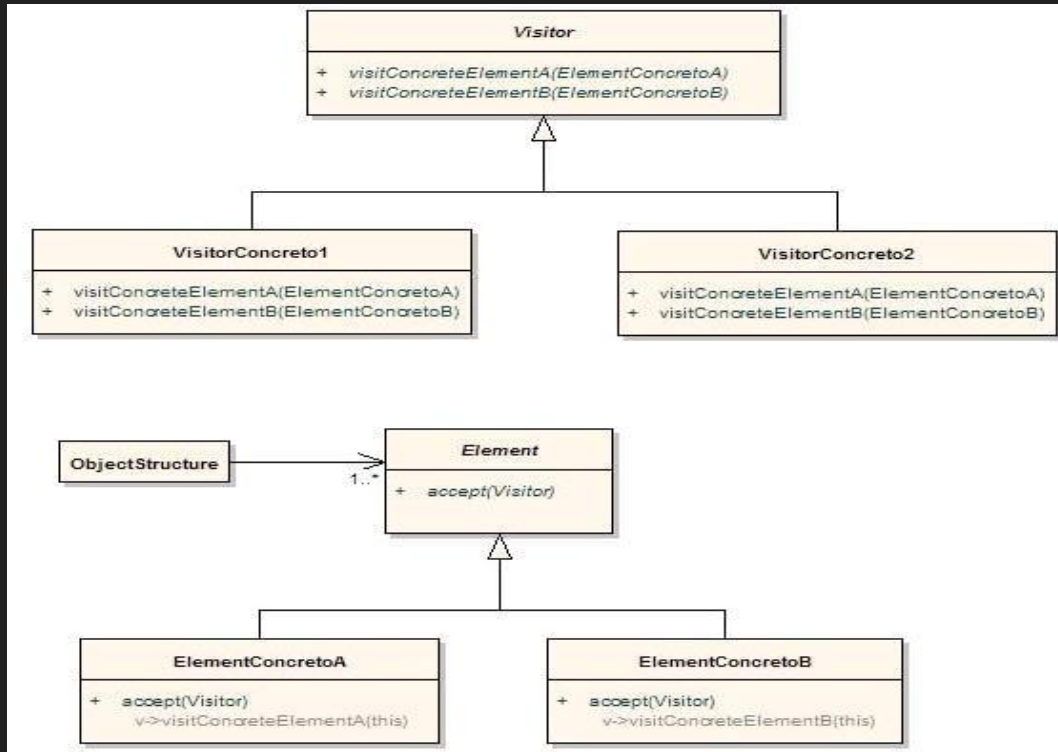 Visitor
+ visitConcreteElementA(ElementConcretoA)
+ visitConcreteElementB(ElementConcretoB)
VisitorConcreto1
+ visitConcreteElementA(ElementConcretoA)
+ visitConcreteElementB(ElementConcretoB)
VisitorConcreto2
+ visitConcreteElementA(ElementConcretoA)
+ visitConcreteElementB(ElementConcretoB)
ObjectStructure
1..*
Element
+ accept(Visitor)
ElementConcretoA
+ accept(Visitor)
v->visitConcreteElementA(this)
ElementConcretoB
+ accept(Visitor)
v->visitConcreteElementB(this)